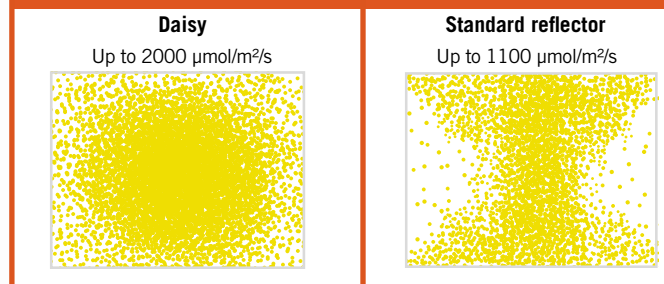 Daisy
Up to 2000 µmol/m²/s
Standard reflector
Up to 1100 µmol/m²/s